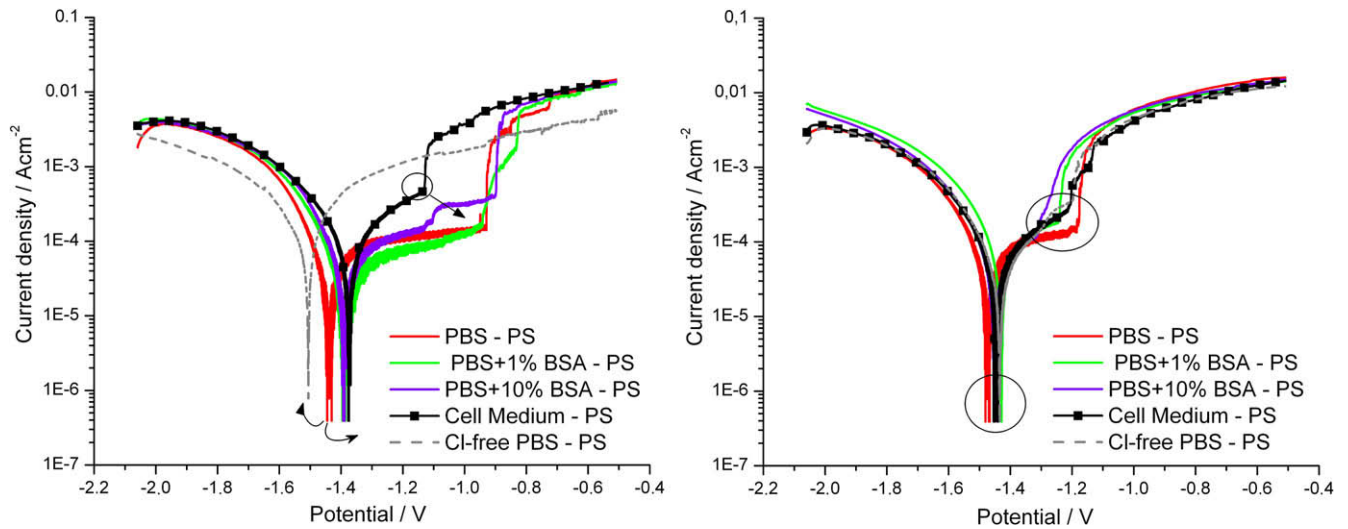 0.1
0,01
1E-3
1E-4
1E-5
1E-6
1E-7
Current density / Acm⁻²
-2.2 -2.0 -1.8 -1.6 -1.4 -1.2 -1.0 -0.8 -0.6 -0.4
Potential / V
PBS - PS
PBS+1% BSA - PS
PBS+10% BSA - PS
Cell Medium - PS
Cl-free PBS - PS
0,1
0,01
1E-3
1E-4
1E-5
1E-6
1E-7
Current density / Acm⁻²
-2.2 -2.0 -1.8 -1.6 -1.4 -1.2 -1.0 -0.8 -0.6 -0.4
Potential / V
PBS - PS
PBS+1% BSA - PS
PBS+10% BSA - PS
Cell Medium - PS
Cl-free PBS - PS